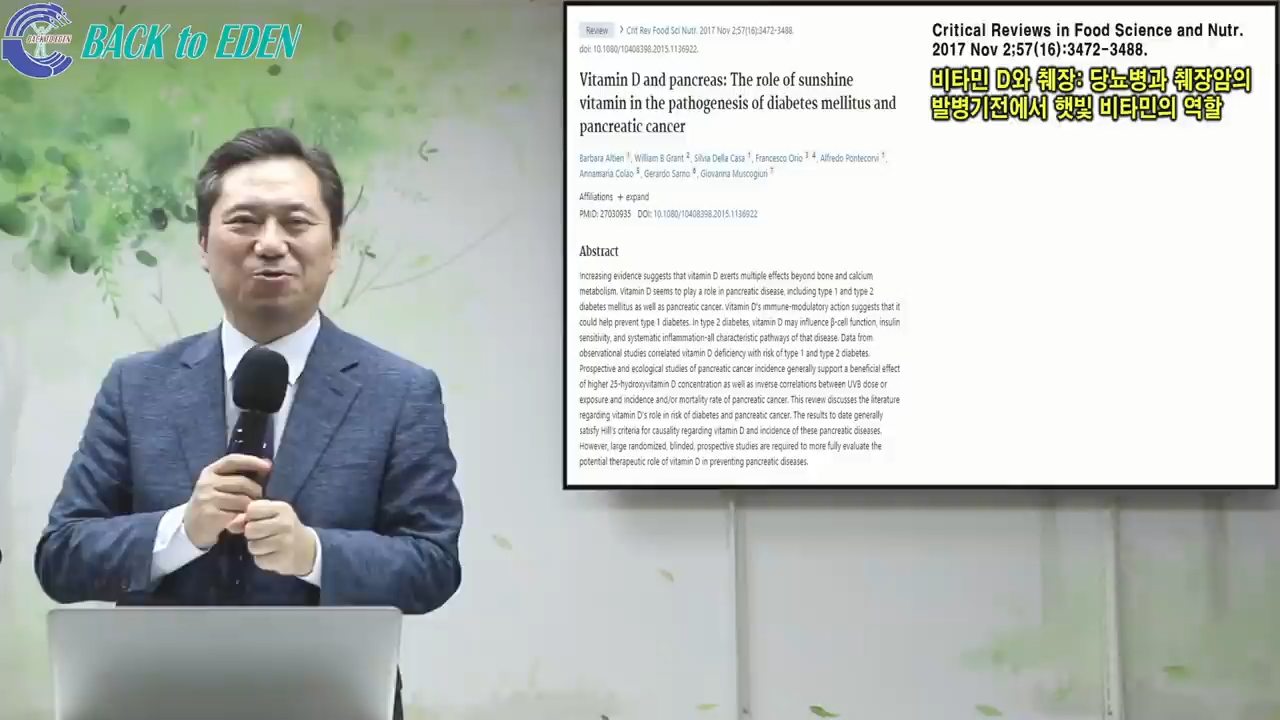 BACK to EDEN
BACK TO EDEN
Review > Crit Rev Food Sci Nutr. 2017 Nov 2;57(16):3472-3488.
doi: 10.1080/10408398.2015.1136922.
Vitamin D and pancreas: The role of sunshine
vitamin in the pathogenesis of diabetes mellitus and
pancreatic cancer
Barbara Altieri 1, William B Grant 2, Silvia Della Casa 1, Francesco Orio 3 4, Alfredo Pontecorvi 1,
Annamaria Colao 5, Gerardo Sarno 6, Giovanna Muscogiuri 7
Affiliations + expand
PMID: 27030935 DOI: 10.1080/10408398.2015.1136922
Abstract
Increasing evidence suggests that vitamin D exerts multiple effects beyond bone and calcium
metabolism. Vitamin D seems to play a role in pancreatic disease, including type 1 and type 2
diabetes mellitus as well as pancreatic cancer. Vitamin D's immune-modulatory action suggests that it
could help prevent type 1 diabetes. In type 2 diabetes, vitamin D may influence β-cell function, insulin
sensitivity, and systematic inflammation-all characteristic pathways of that disease. Data from
observational studies correlated vitamin D deficiency with risk of type 1 and type 2 diabetes.
Prospective and ecological studies of pancreatic cancer incidence generally support a beneficial effect
of higher 25-hydroxyvitamin D concentration as well as inverse correlations between UVB dose or
exposure and incidence and/or mortality rate of pancreatic cancer. This review discusses the literature
regarding vitamin D's role in risk of diabetes and pancreatic cancer. The results to date generally
satisfy Hill's criteria for causality regarding vitamin D and incidence of these pancreatic diseases.
However, large randomized, blinded, prospective studies are required to more fully evaluate the
potential therapeutic role of vitamin D in preventing pancreatic diseases.
Critical Reviews in Food Science and Nutr.
2017 Nov 2;57(16):3472-3488.
비타민 D와 췌장: 당뇨병과 췌장암의
발병기전에서 햇빛 비타민의 역할